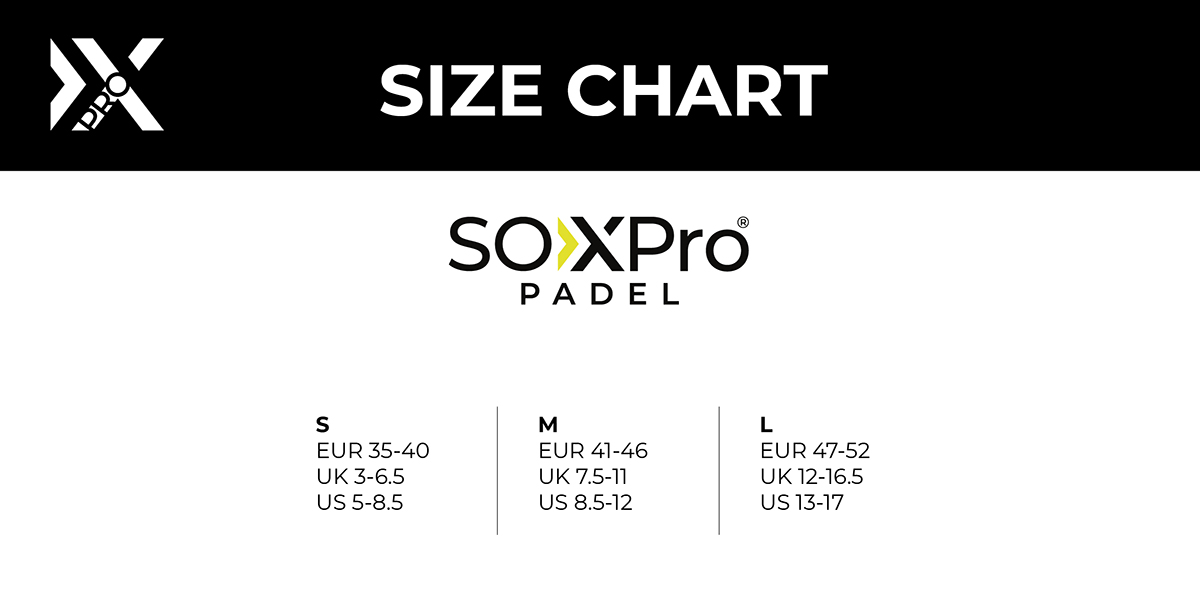 PRO
SIZE CHART
SOXPro®
PADEL
S
EUR 35-40
UK 3-6.5
US 5-8.5
M
EUR 41-46
UK 7.5-11
US 8.5-12
L
EUR 47-52
UK 12-16.5
US 13-17